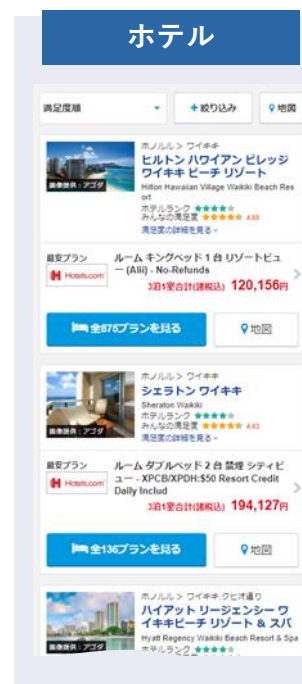 ホテル
満足度順
+絞り込み
地図
ホノルル > ワイキキ
ヒルトン ハワイアン ビレッジ
ワイキキ ビーチ リゾート
Hilton Hawaiian Village Waikiki Beach Res
ort
ホテルランク ★★★★☆
みんなの満足度 ★★★★★
満足度の詳細を見る
画像提供:アゴダ
最安プラン
Hotels.com
ルーム キングベッド 1 台 リゾートビュ
ー (Alii) - No-Refunds
3泊1室合計(諸税込) 120,156円
全875プランを見る
地図
ホノルル > ワイキキ
シェラトン ワイキキ
Sheraton Waikiki
ホテルランク ★★★★☆
みんなの満足度 ★★★★★
満足度の詳細を見る
画像提供:アゴダ
最安プラン
Hotels.com
ルーム ダブルベッド 2 台 禁煙 シティビ
ュー - XPCB/XPDH:$50 Resort Credit
Daily Includ
3泊1室合計(諸税込) 194,127円
全136プランを見る
地図
ホノルル > ワイキキ,クヒオ通り
ハイアット リージェンシー ワ
イキキビーチ リゾート & スパ
Hyatt Regency Waikiki Beach Resort & Spa
ホテルランク ★★★★☆
画像提供:アゴダ